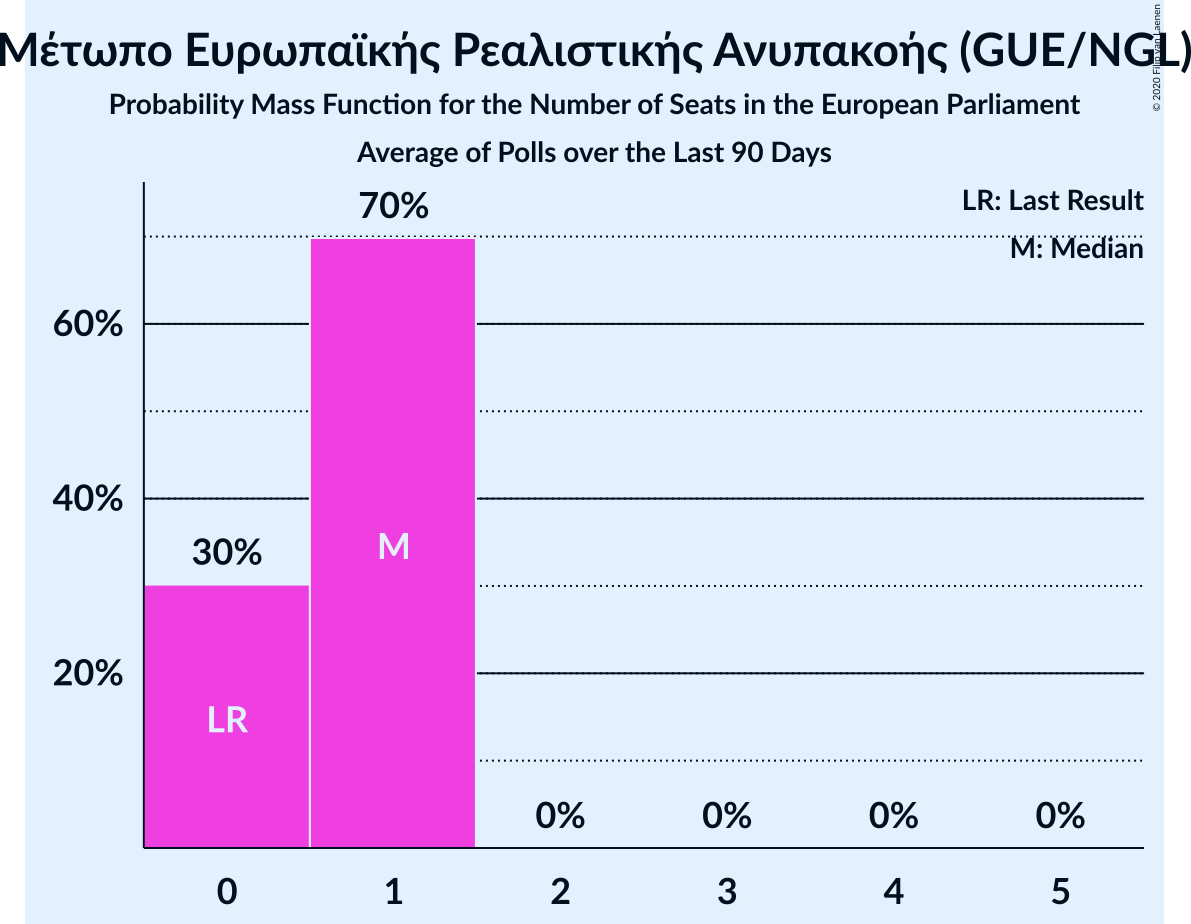 Μέτωπο Ευρωπαϊκής Ρεαλιστικής Ανυπακοής (GUE/NGL)
© 2020 Filip van Laenen
Probability Mass Function for the Number of Seats in the European Parliament
Average of Polls over the Last 90 Days
LR: Last Result
M: Median
70%
60%
40%
30%
20%
M
LR
0% 0% 0% 0%
0 1 2 3 4 5